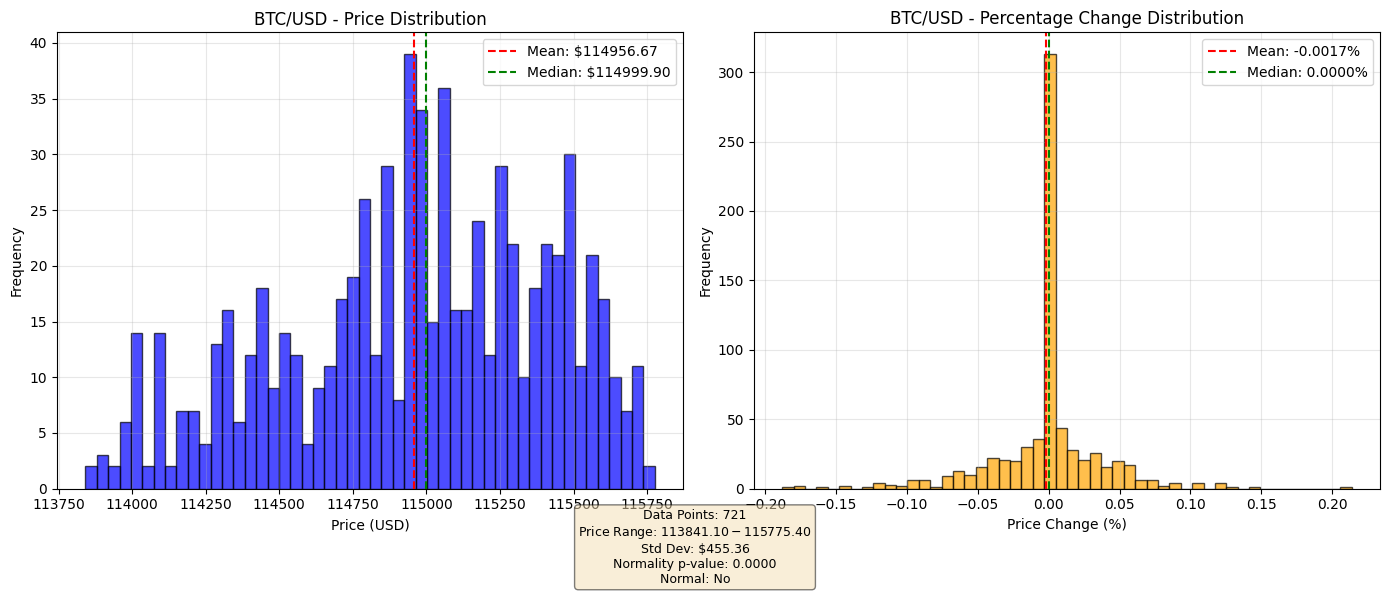 BTC/USD - Price Distribution
Mean: $114956.67
Median: $114999.90
40
35
30
25
20
15
10
5
0
Frequency
113750 114000 114250 114500 114750 115000 115250 115500 115750
Price (USD)
BTC/USD - Percentage Change Distribution
Mean: -0.0017%
Median: 0.0000%
300
250
200
150
100
50
0
Frequency
−0.20 −0.15 −0.10 −0.05 0.00 0.05 0.10 0.15 0.20
Price Change (%)
Data Points: 721
Price Range: 113841.10 − 115775.40
Std Dev: $455.36
Normality p-value: 0.0000
Normal: No